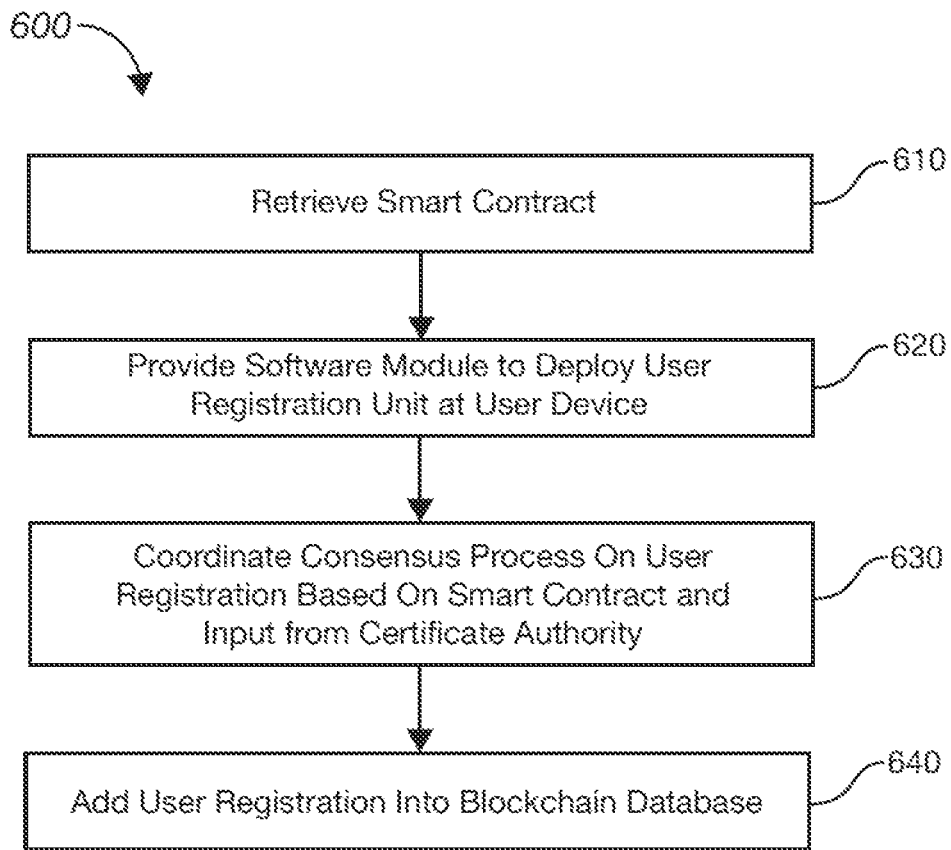 600
Retrieve Smart Contract
610
Provide Software Module to Deploy User
Registration Unit at User Device
620
Coordinate Consensus Process On User
Registration Based On Smart Contract and
Input from Certificate Authority
630
Add User Registration Into Blockchain Database
640